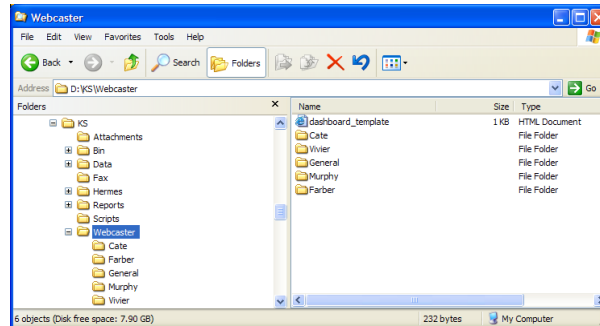 Webcaster
File Edit View Favorites Tools Help
Back Search Folders
Address D:\KS\Webcaster Go
Folders
KS
Attachments
Bin
Data
Fax
Hermes
Reports
Scripts
Webcaster
Cate
Farber
General
Murphy
Vivier
Name Size Type
dashboard_template 1 KB HTML Document
Cate File Folder
Vivier File Folder
General File Folder
Murphy File Folder
Farber File Folder
6 objects (Disk free space: 7.90 GB) 232 bytes My Computer